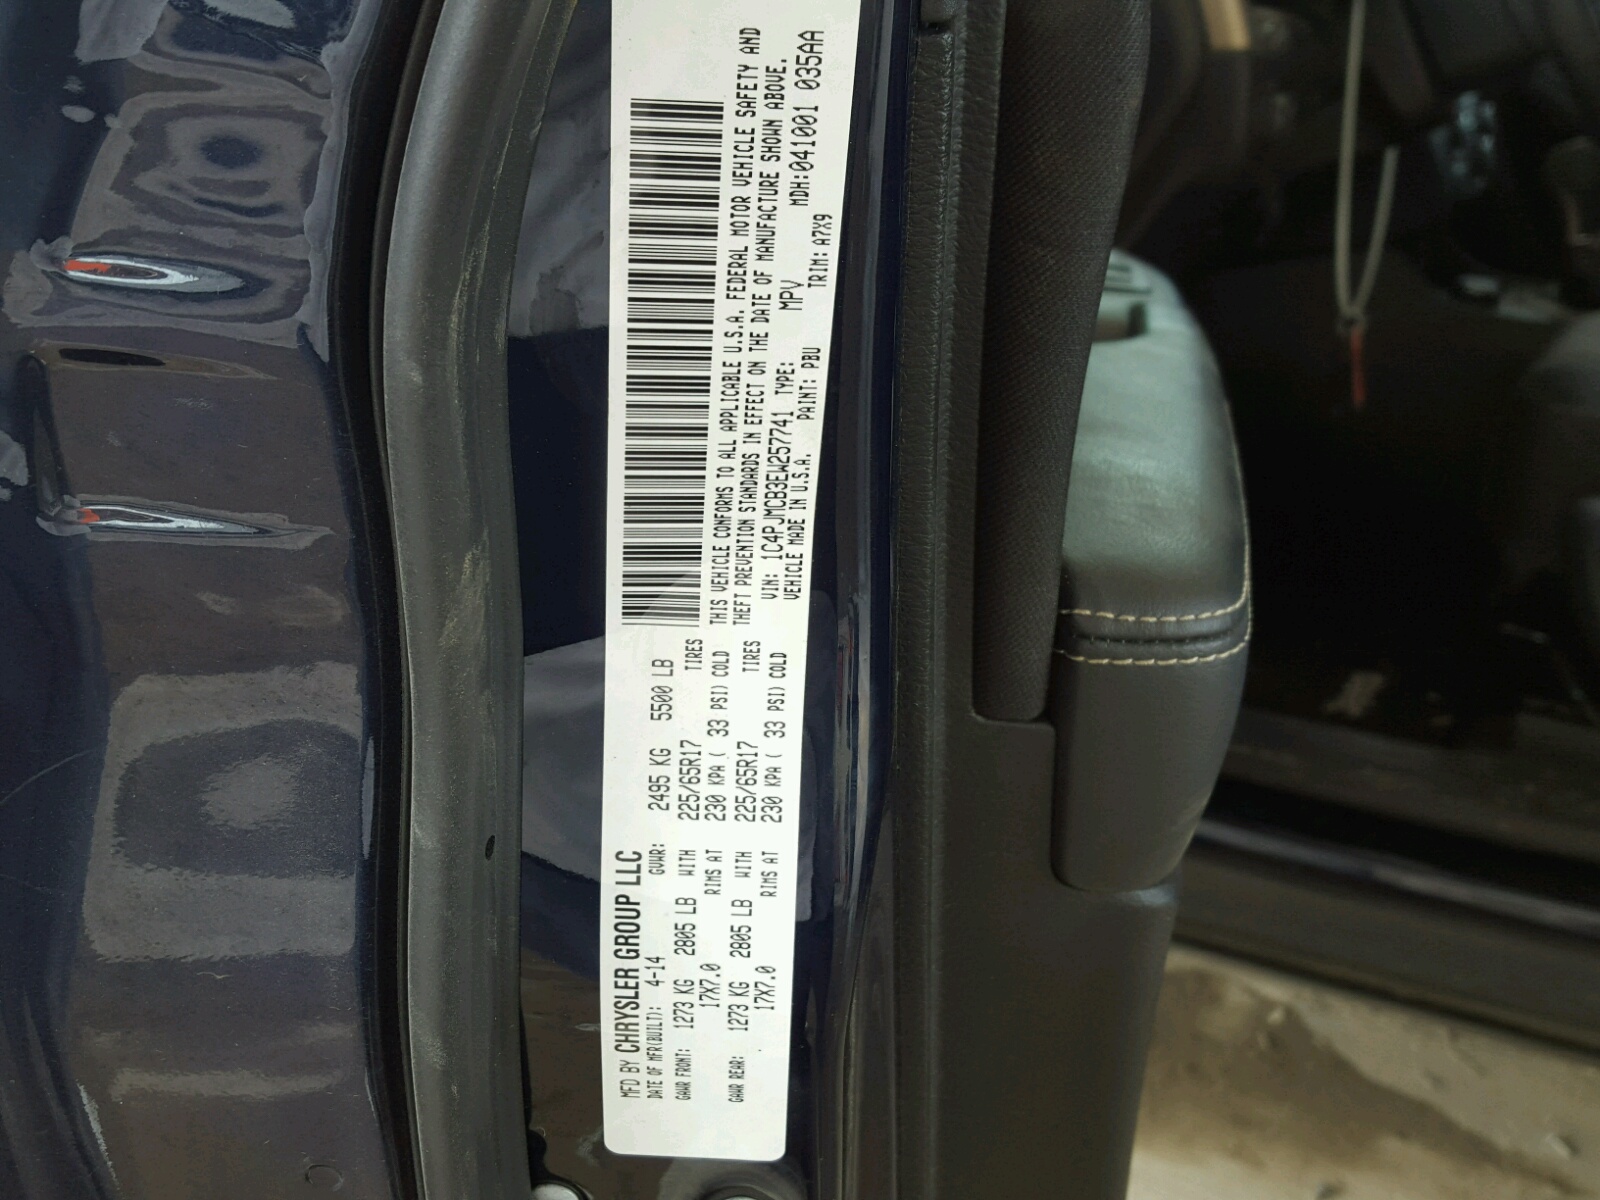 MFD BY CHRYSLER GROUP LLC
DATE OF MFR(BUILT): 4-14 GVWR: 2495 KG 5500 LB
GAWR FRONT: 1273 KG 2805 LB WITH 225/65R17 TIRES
17X7.0 RIMS AT 230 KPA ( 33 PSI) COLD
GAWR REAR: 1273 KG 2805 LB WITH 225/65R17 TIRES
17X7.0 RIMS AT 230 KPA ( 33 PSI) COLD
THIS VEHICLE CONFORMS TO ALL APPLICABLE U.S.A. FEDERAL MOTOR VEHICLE SAFETY AND
THEFT PREVENTION STANDARDS IN EFFECT ON THE DATE OF MANUFACTURE SHOWN ABOVE.
VIN: 1C4PJMCB3EW257741 TYPE: MPV MDH:041001 035AA
VEHICLE MADE IN U.S.A. PAINT: PBU TRIM: A7X9